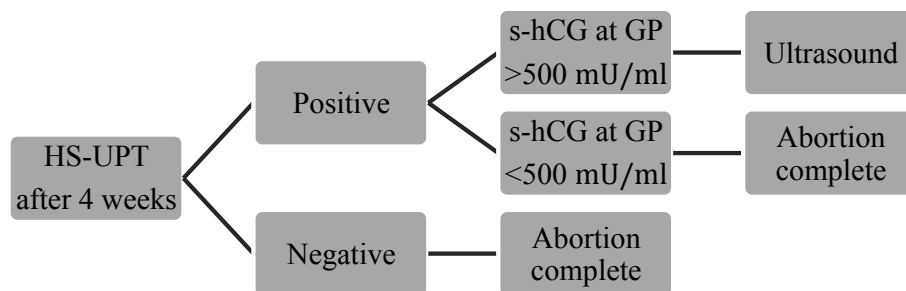 HS-UPT
after 4 weeks
Positive
s-hCG at GP
>500 mU/ml
Ultrasound
s-hCG at GP
<500 mU/ml
Abortion
complete
Negative
Abortion
complete